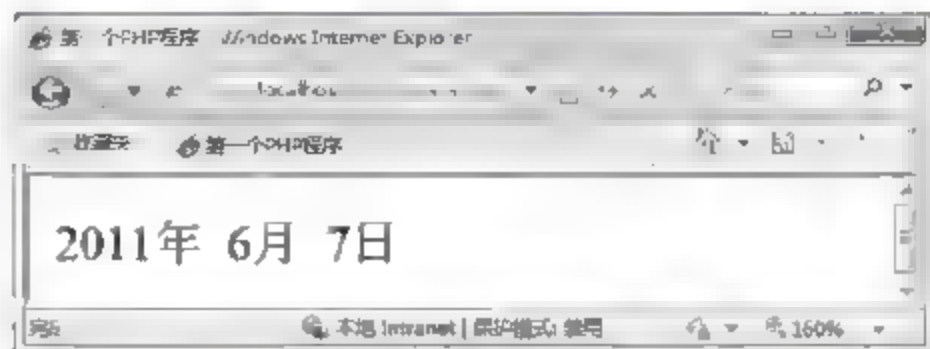 第一个PHP程序 Windows Internet Explorer
localhost
收藏夹 第一个PHP程序
2011年 6月 7日
完成 本地 Intranet | 保护模式: 禁用 160%